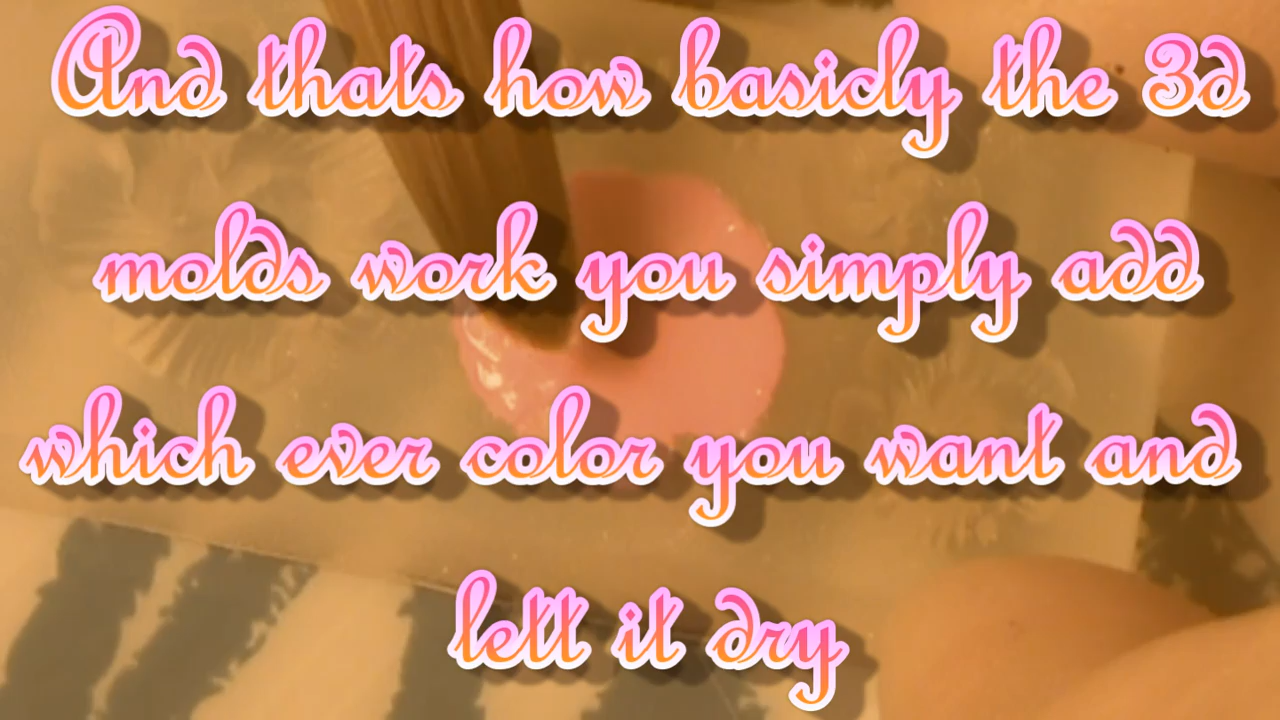 And thats how basicly the 3d
molds work you simply add
which ever color you want and
lett it dry